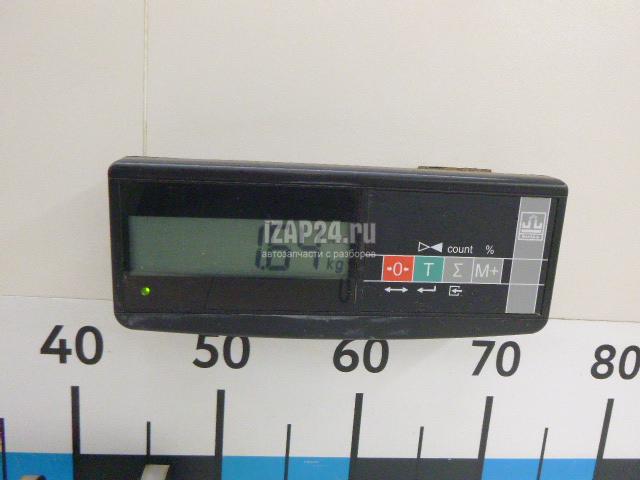 iZAP24.ru
автозапчасти с разборов
kg
count %
→0← T Σ M+
40 50 60 70 80